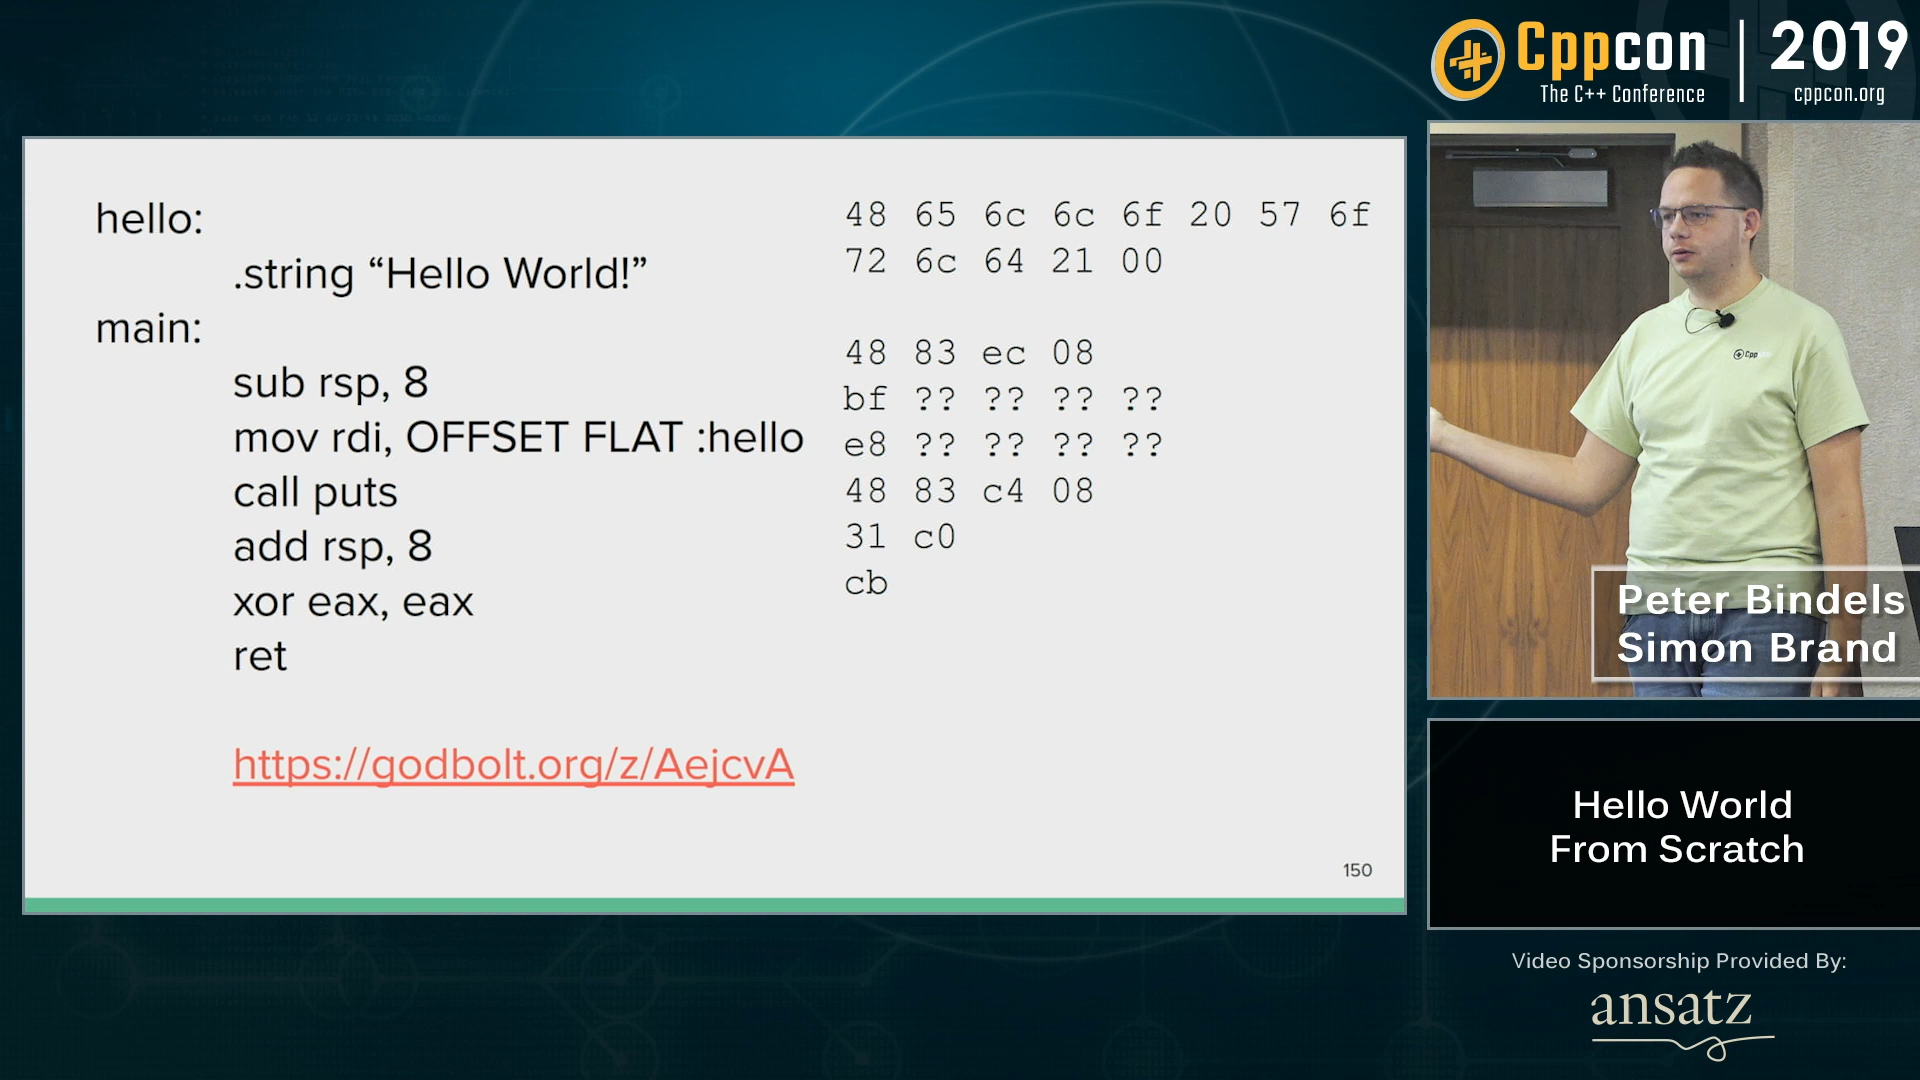 Cppcon
The C++ Conference
2019
cppcon.org
hello:
.string “Hello World!”
main:
sub rsp, 8
mov rdi, OFFSET FLAT :hello
call puts
add rsp, 8
xor eax, eax
ret
https://godbolt.org/z/AejcvA
48 65 6c 6c 6f 20 57 6f
72 6c 64 21 00
48 83 ec 08
bf ?? ?? ?? ??
e8 ?? ?? ?? ??
48 83 c4 08
31 c0
cb
150
Cpp
Peter Bindels
Simon Brand
Hello World
From Scratch
Video Sponsorship Provided By:
ansatz